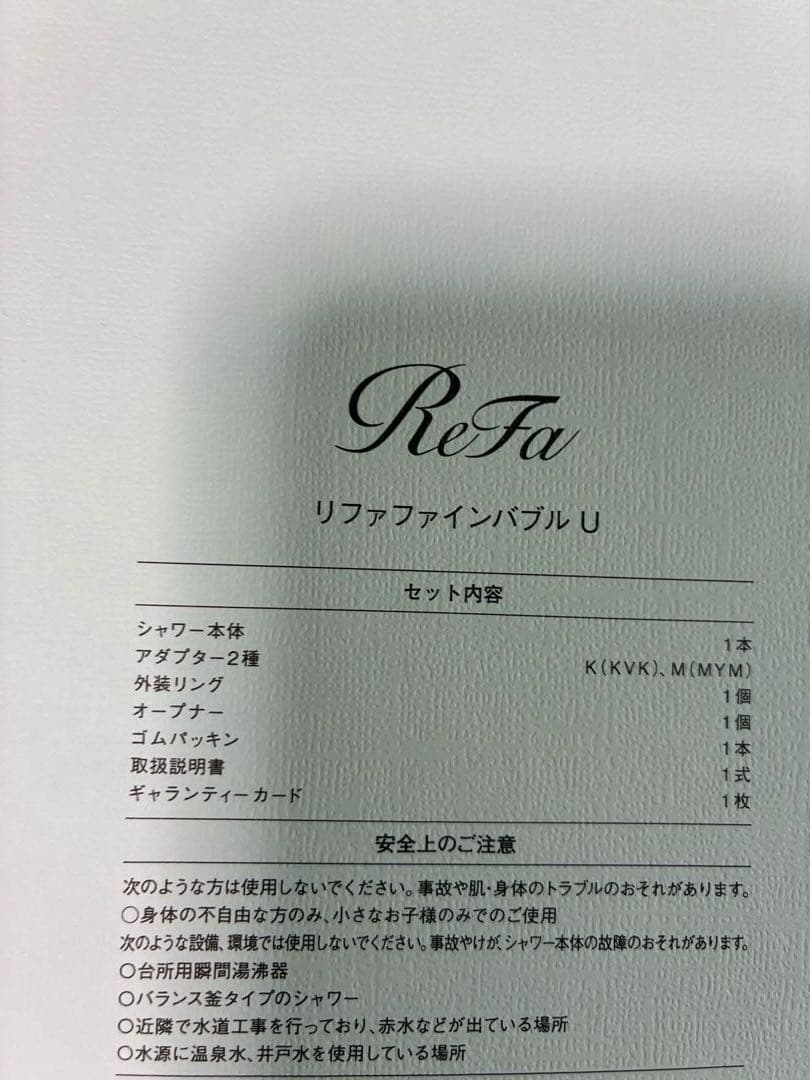 ReFa
リファファインバブル U
セット内容
シャワー本体 1本
アダプター2種 K(KVK)、M(MYM)
外装リング 1個
オープナー 1個
ゴムパッキン 1本
取扱説明書 1式
ギャランティーカード 1枚
安全上のご注意
次のような方は使用しないでください。事故や肌・身体のトラブルのおそれがあります。
○身体の不自由な方のみ、小さなお子様のみでのご使用
次のような設備、環境では使用しないでください。事故やけが、シャワー本体の故障のおそれがあります。
○台所用瞬間湯沸器
○バランス釜タイプのシャワー
○近隣で水道工事を行っており、赤水などが出ている場所
○水源に温泉水、井戸水を使用している場所